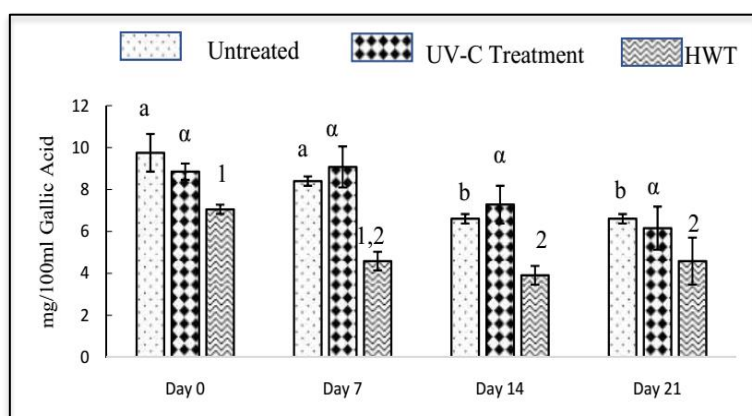 Untreated UV-C Treatment HWT
mg/100ml Gallic Acid
12
10
8
6
4
2
0
a α 1
a α 1,2
b α 2
b α 2
Day 0 Day 7 Day 14 Day 21